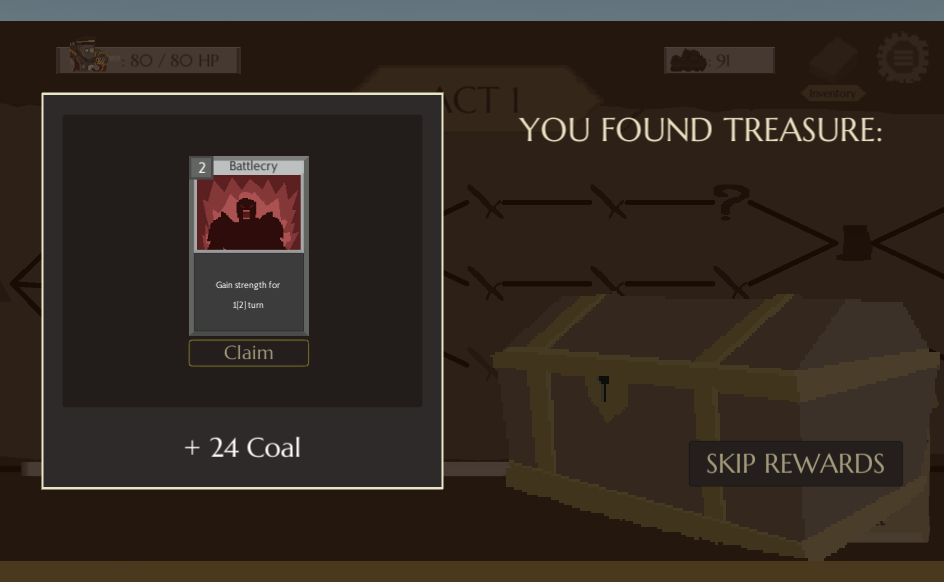 : 80 / 80 HP
: 91
Inventory
ACT 1
YOU FOUND TREASURE:
2
Battlecry
Gain strength for
1[2] turn
Claim
+ 24 Coal
SKIP REWARDS